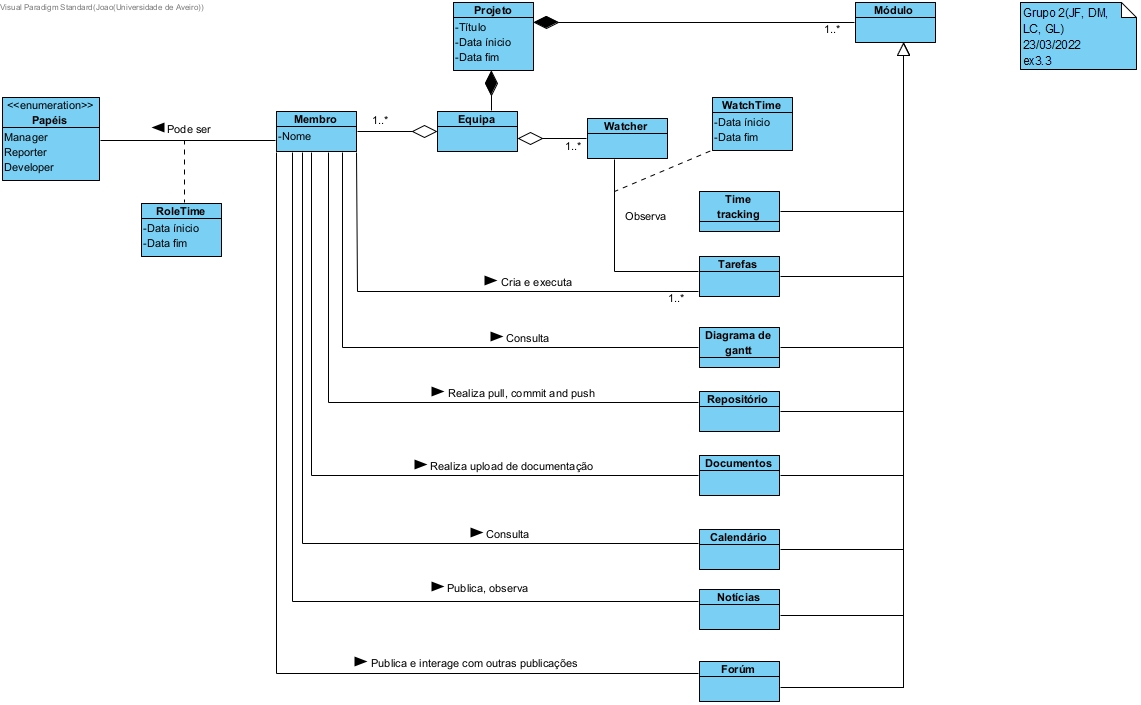 Visual Paradigm Standard(Joao(Universidade de Aveiro))
Projeto
-Título
-Data ínicio
-Data fim
1..*
Módulo
Grupo 2(JF, DM,
LC, GL)
23/03/2022
ex3.3
<<enumeration>>
Papéis
Manager
Reporter
Developer
Pode ser
Membro
-Nome
1..*
Equipa
1..*
Watcher
WatchTime
-Data ínicio
-Data fim
RoleTime
-Data ínicio
-Data fim
Observa
Time
tracking
Tarefas
Cria e executa
1..*
Diagrama de
gantt
Consulta
Repositório
Realiza pull, commit and push
Documentos
Realiza upload de documentação
Calendário
Consulta
Notícias
Publica, observa
Forúm
Publica e interage com outras publicações